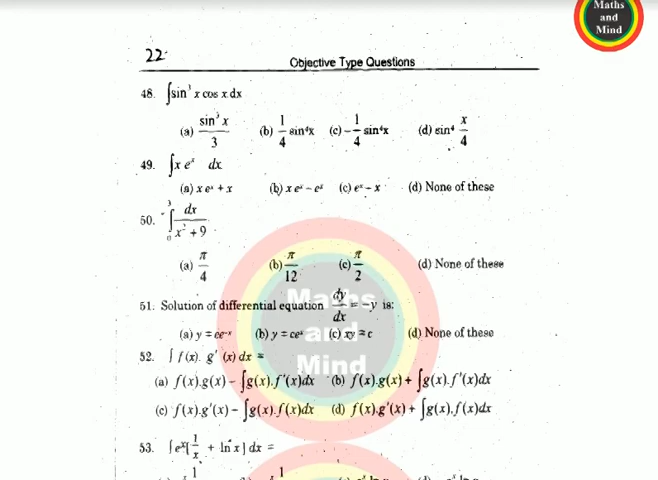 Maths
and
Mind
22
Objective Type Questions
48. ∫sin³ x cos x dx
(a) sin³ x / 3 (b) 1/4 sin⁴x (c) –1/4 sin⁴x (d) sin⁴ x/4
49. ∫x eˣ dx
(a) x eˣ + x (b) x eˣ – eˣ (c) eˣ – x (d) None of these
50. ∫₀³ dx / x² + 9
(a) π/4 (b) π/12 (c) π/2 (d) None of these
51. Solution of differential equation dy/dx = –y is:
(a) y = ce⁻ˣ (b) y = ceˣ (c) xy = c (d) None of these
52. ∫ f(x). g' (x) dx =
(a) f(x).g(x) – ∫g(x).f'(x)dx (b) f(x).g(x) + ∫g(x).f'(x)dx
(c) f(x).g'(x) – ∫g(x).f(x)dx (d) f(x).g'(x) + ∫g(x).f(x)dx
53. ∫eˣ[1/x + ln x] dx =
Maths
and
Mind